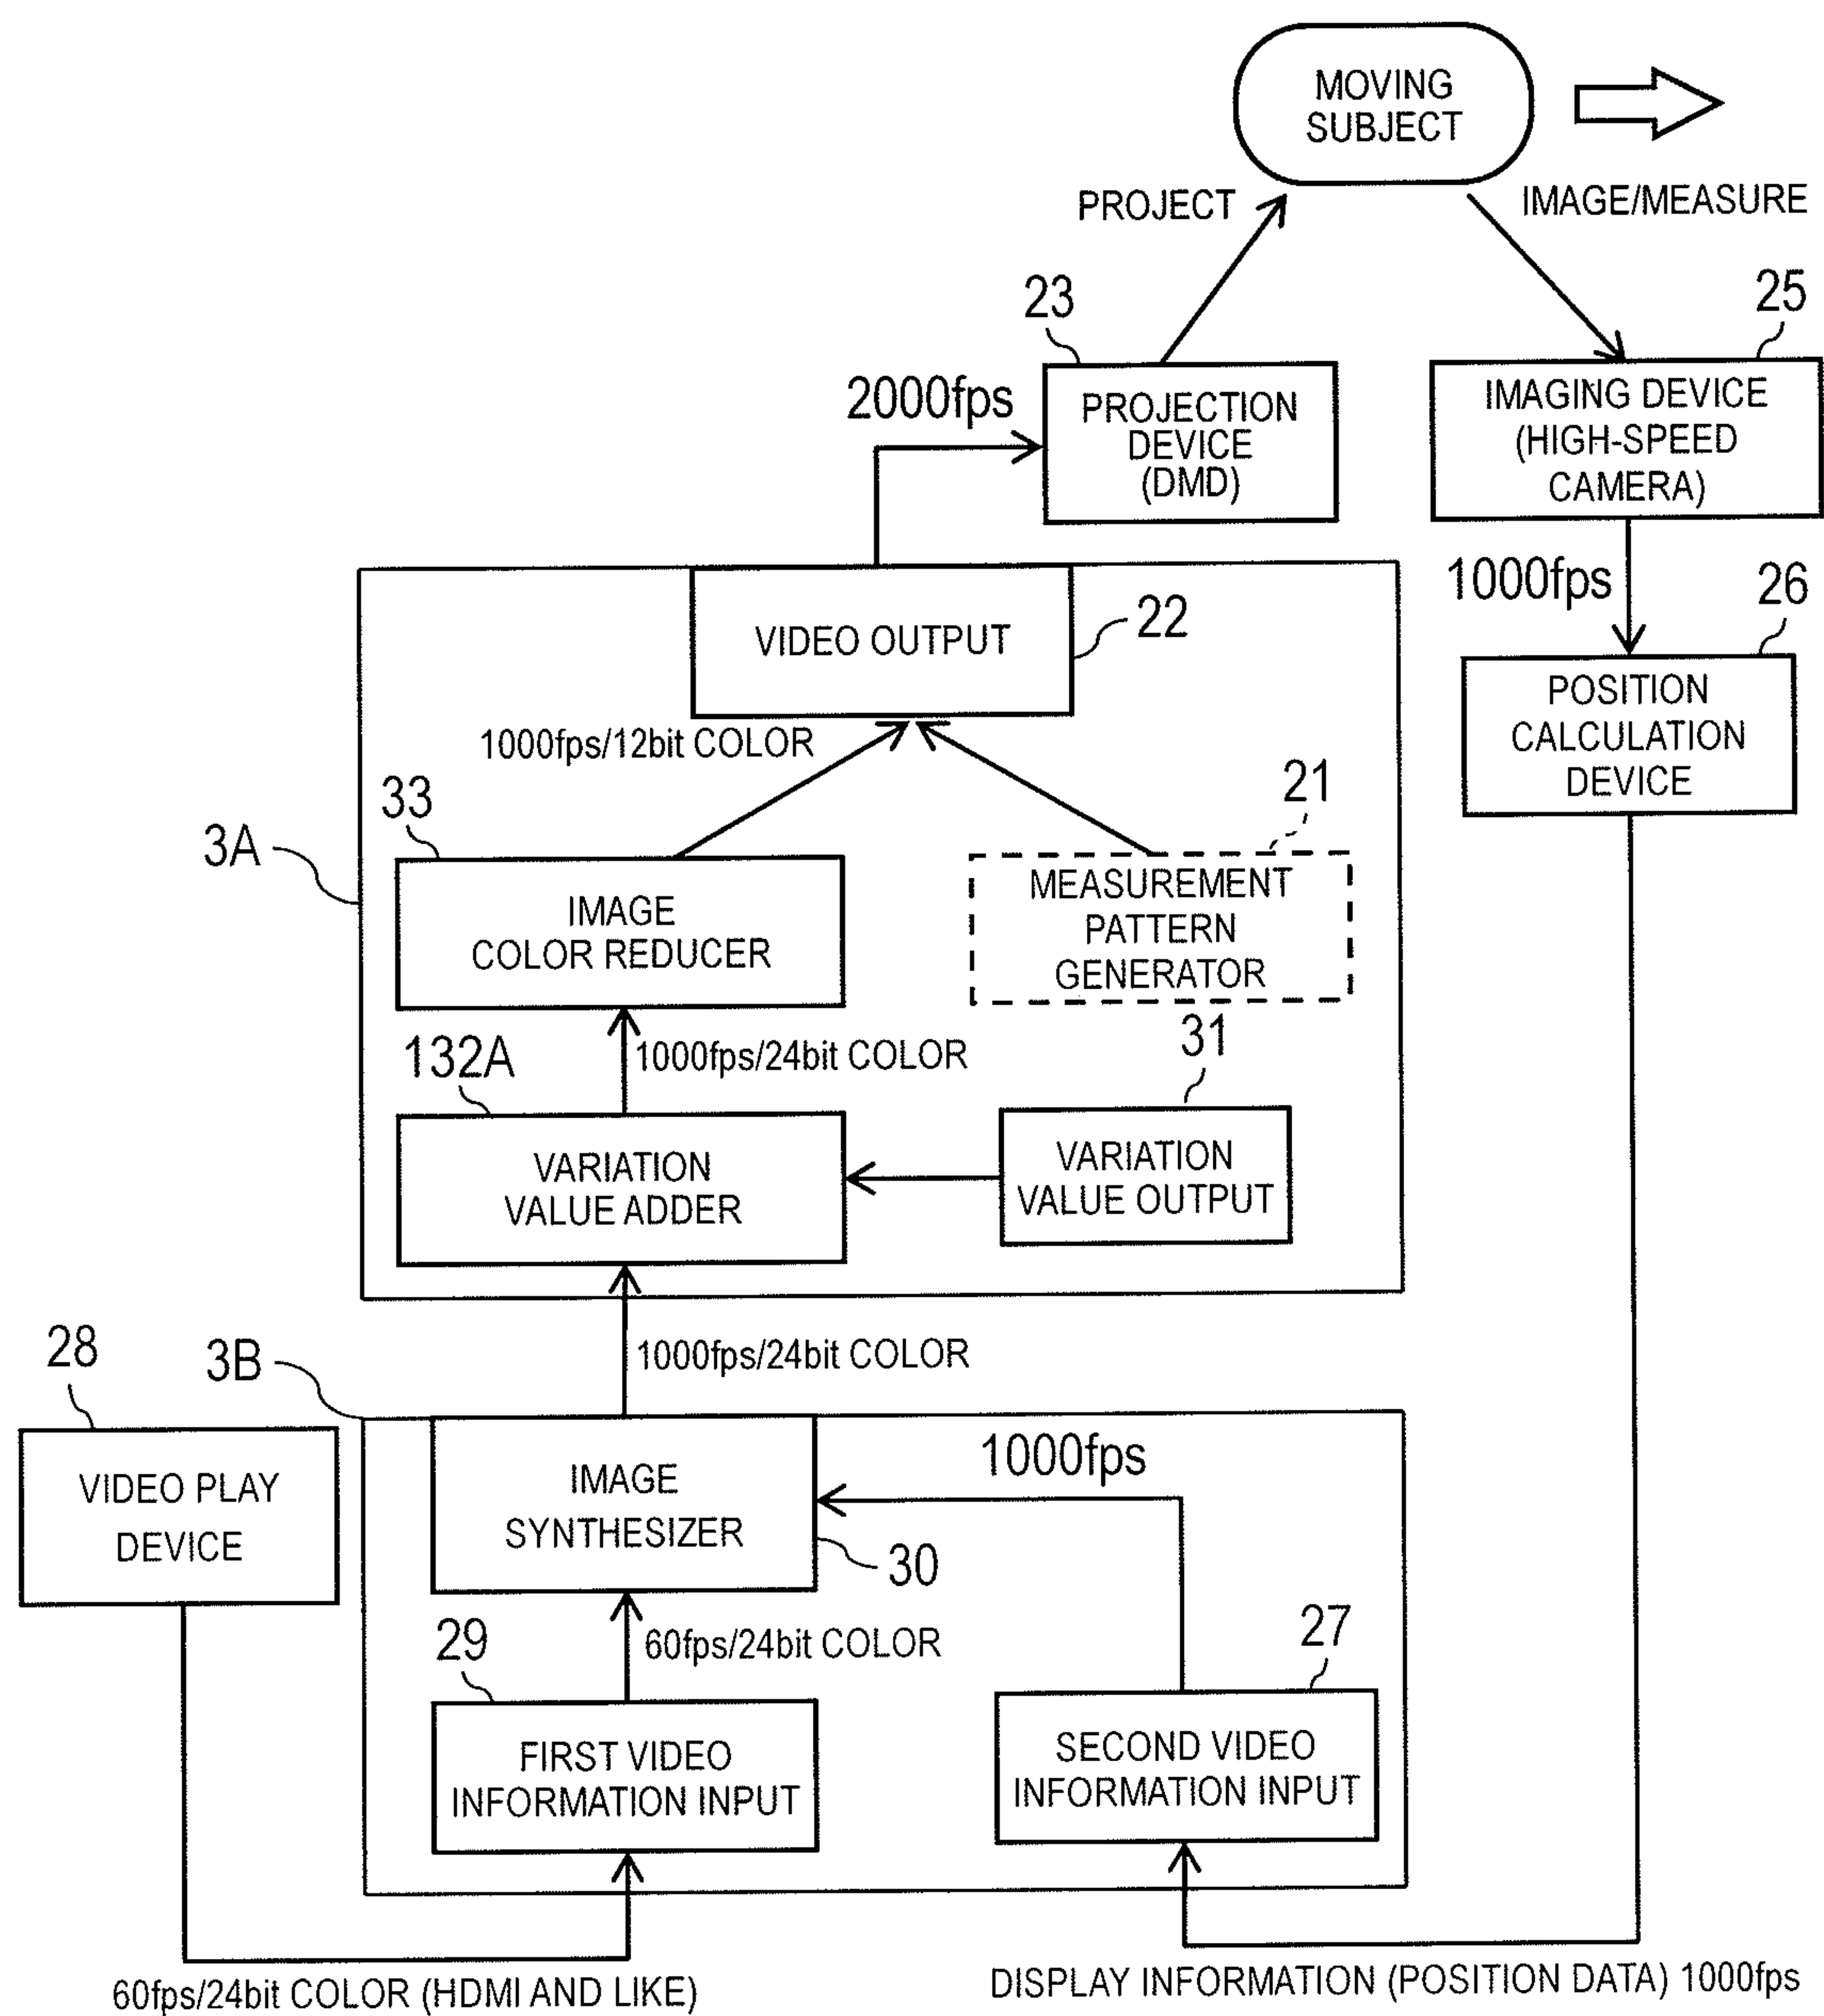 MOVING
SUBJECT
PROJECT
IMAGE/MEASURE
23
25
2000fps
PROJECTION
DEVICE
(DMD)
IMAGING DEVICE
(HIGH-SPEED
CAMERA)
1000fps
26
VIDEO OUTPUT
22
POSITION
CALCULATION
DEVICE
1000fps/12bit COLOR
33
21
3A
IMAGE
COLOR REDUCER
MEASUREMENT
PATTERN
GENERATOR
132A
1000fps/24bit COLOR
31
VARIATION
VALUE ADDER
VARIATION
VALUE OUTPUT
28
3B
1000fps/24bit COLOR
VIDEO PLAY
DEVICE
IMAGE
SYNTHESIZER
1000fps
30
29
60fps/24bit COLOR
27
FIRST VIDEO
INFORMATION INPUT
SECOND VIDEO
INFORMATION INPUT
60fps/24bit COLOR (HDMI AND LIKE)
DISPLAY INFORMATION (POSITION DATA) 1000fps